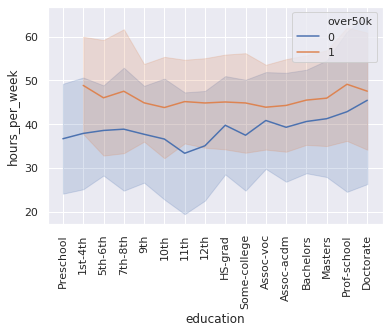 over50k
0
1
60
50
40
30
20
hours_per_week
Preschool
1st-4th
5th-6th
7th-8th
9th
10th
11th
12th
HS-grad
Some-college
Assoc-voc
Assoc-acdm
Bachelors
Masters
Prof-school
Doctorate
education